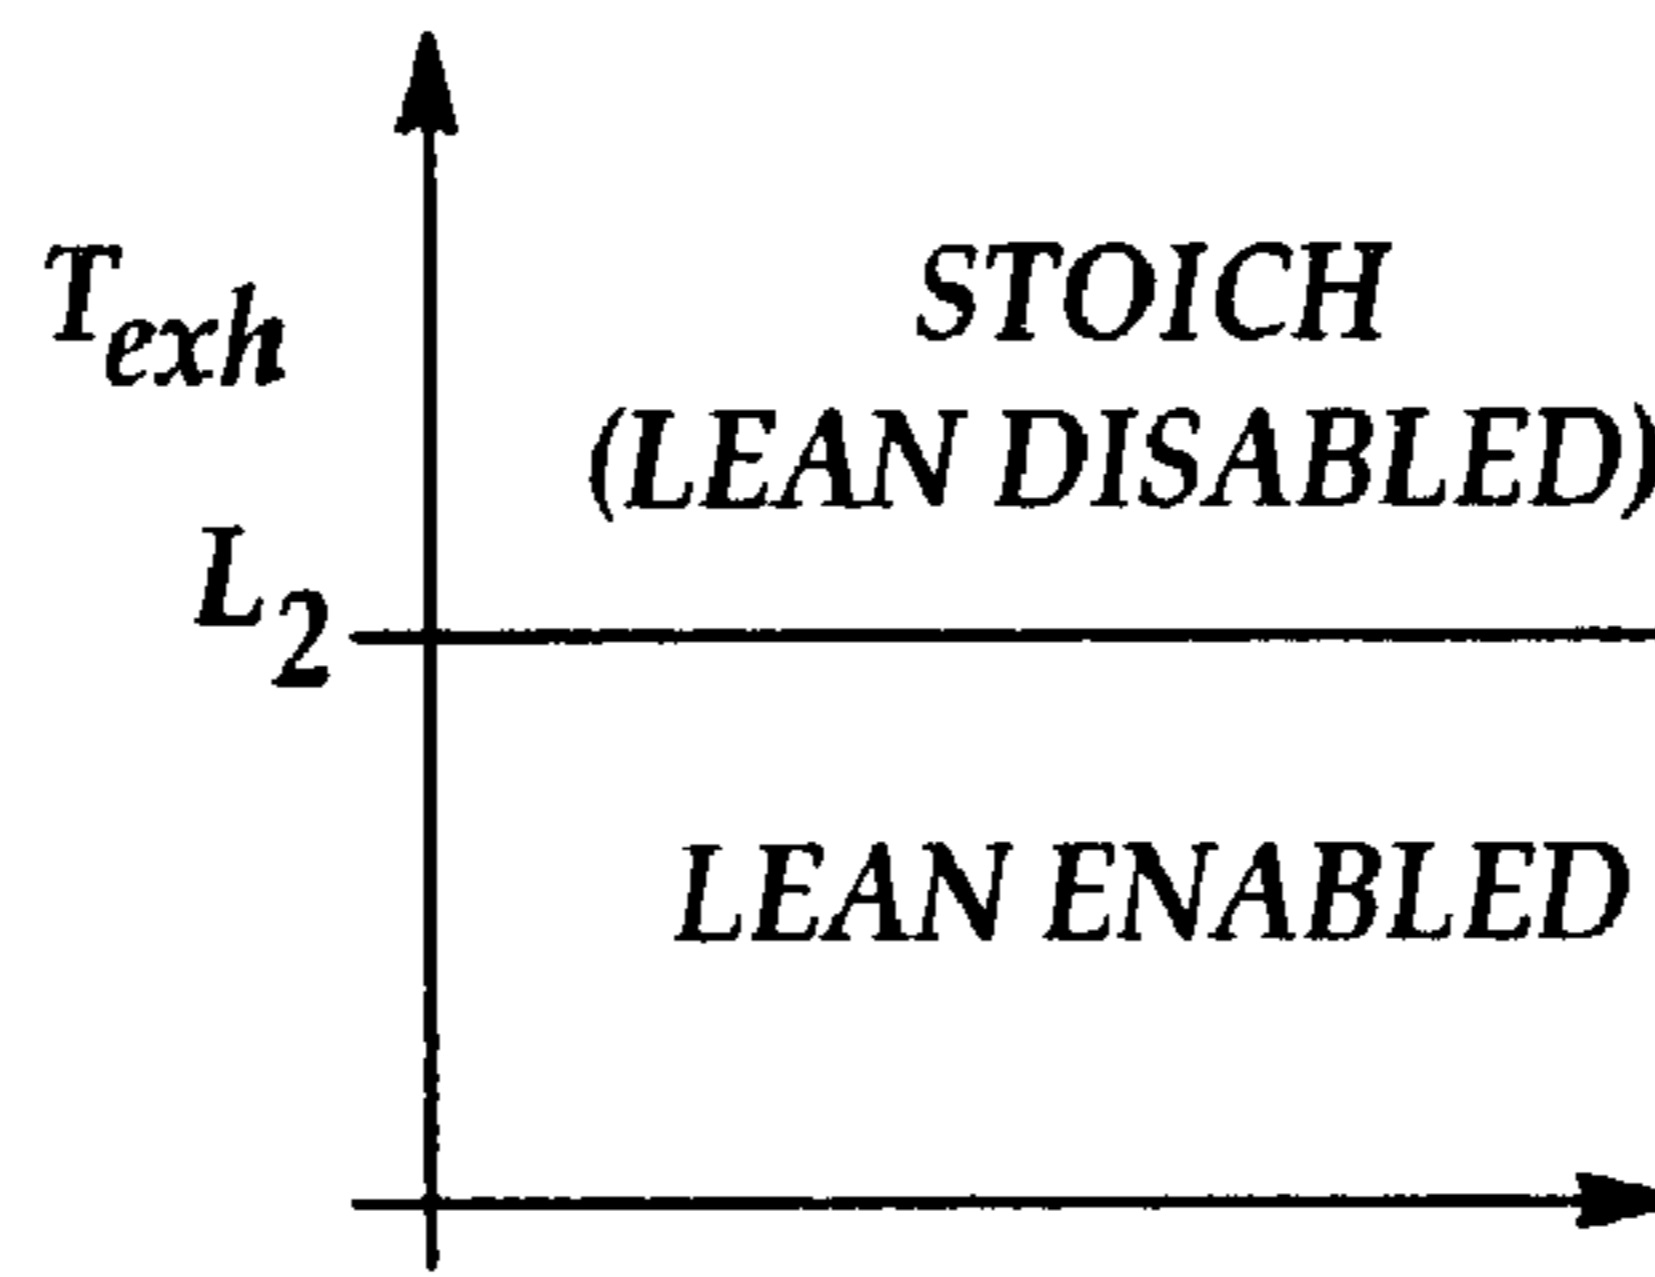 T_exh
STOICH
(LEAN DISABLED)
L_2
LEAN ENABLED